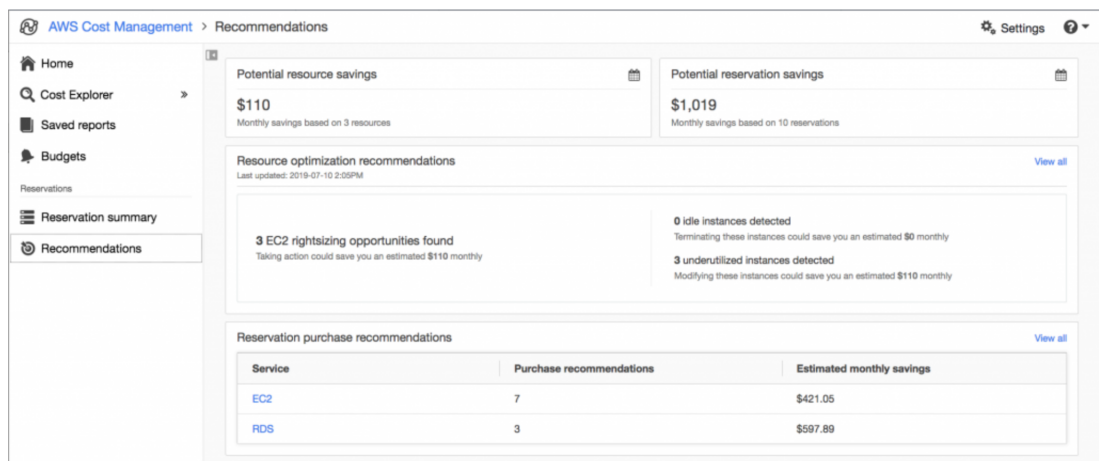 AWS Cost Management > Recommendations
Settings
Home
Cost Explorer »
Saved reports
Budgets
Reservations
Reservation summary
Recommendations
Potential resource savings
$110
Monthly savings based on 3 resources
Potential reservation savings
$1,019
Monthly savings based on 10 reservations
Resource optimization recommendations
View all
Last updated: 2019-07-10 2:05PM
3 EC2 rightsizing opportunities found
Taking action could save you an estimated $110 monthly
0 idle instances detected
Terminating these instances could save you an estimated $0 monthly
3 underutilized instances detected
Modifying these instances could save you an estimated $110 monthly
Reservation purchase recommendations
View all
Service Purchase recommendations Estimated monthly savings
EC2 7 $421.05
RDS 3 $597.89